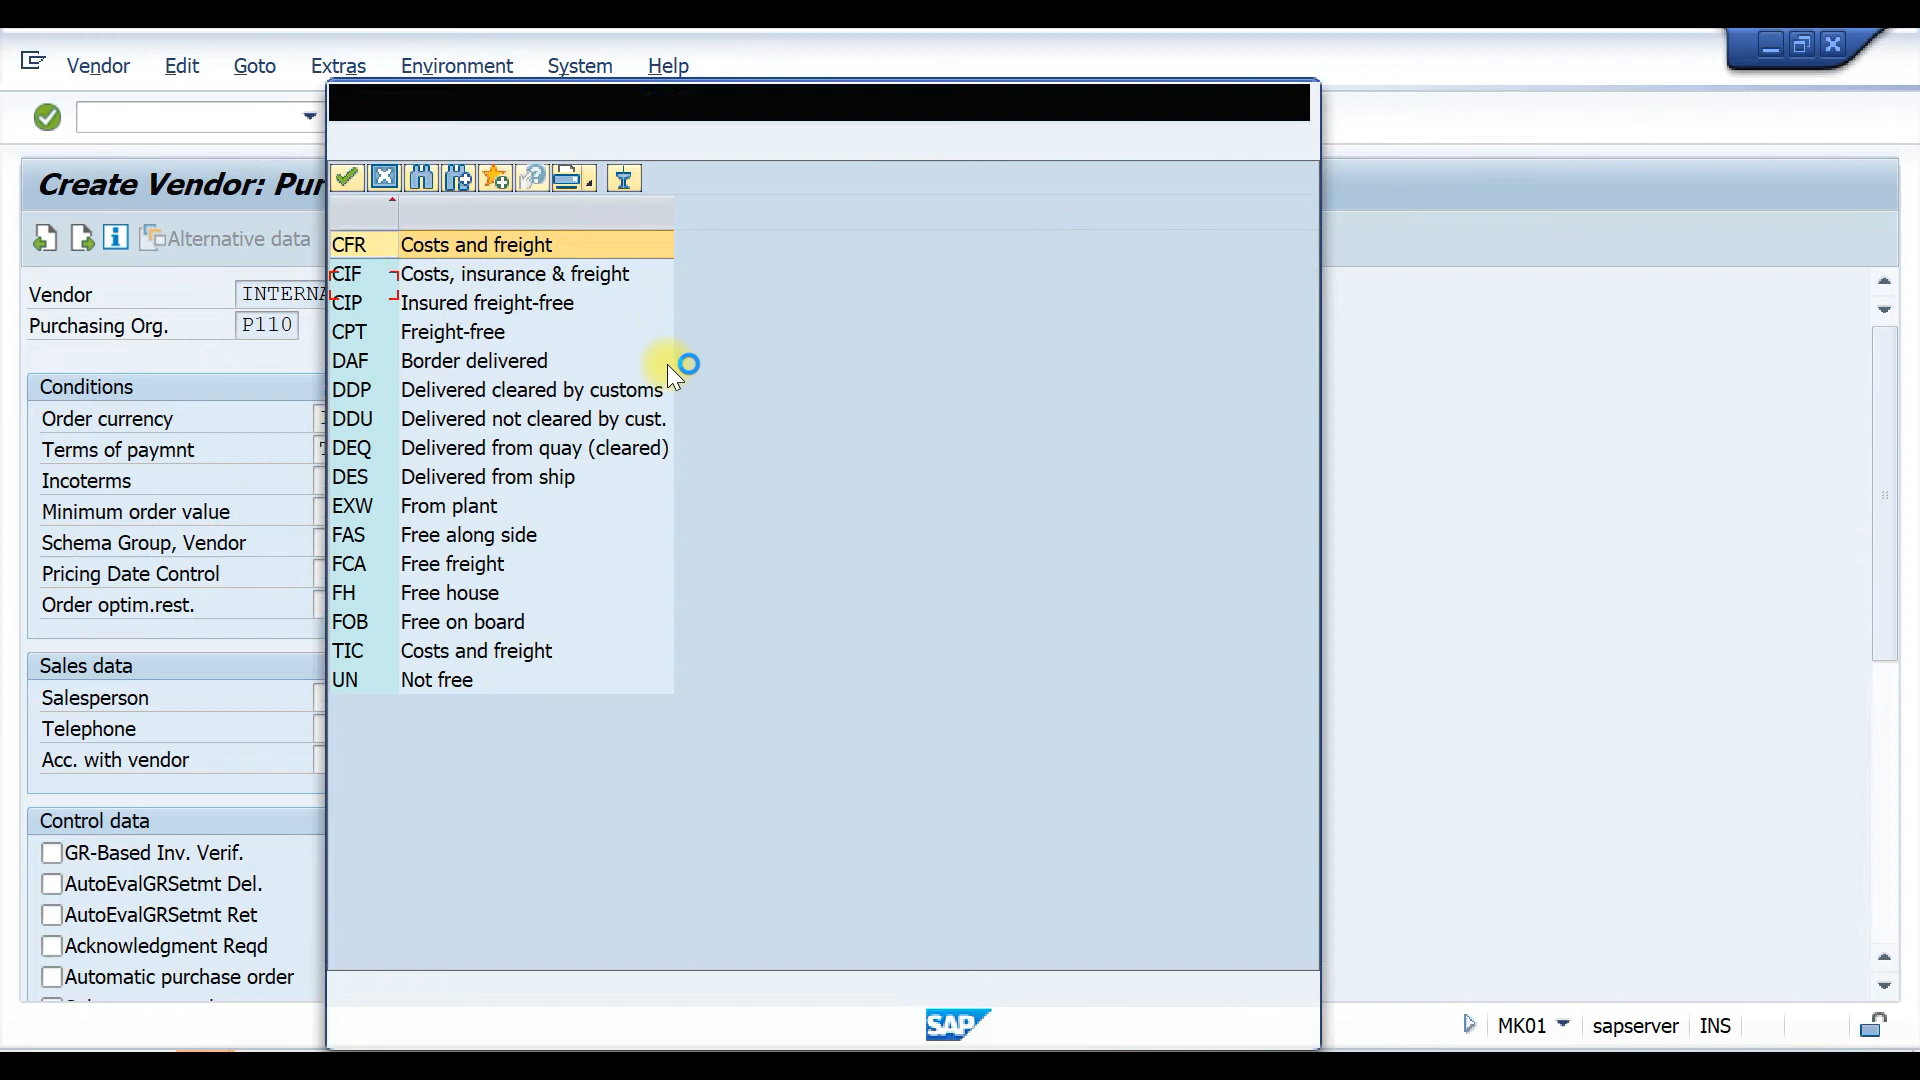 Vendor Edit Goto Extras Environment System Help
Create Vendor: Pur
Alternative data
Vendor INTERNA
Purchasing Org. P110
Conditions
Order currency
Terms of paymnt
Incoterms
Minimum order value
Schema Group, Vendor
Pricing Date Control
Order optim.rest.
Sales data
Salesperson
Telephone
Acc. with vendor
Control data
GR-Based Inv. Verif.
AutoEvalGRSetmt Del.
AutoEvalGRSetmt Ret
Acknowledgment Reqd
Automatic purchase order
CFR Costs and freight
CIF Costs, insurance & freight
CIP Insured freight-free
CPT Freight-free
DAF Border delivered
DDP Delivered cleared by customs
DDU Delivered not cleared by cust.
DEQ Delivered from quay (cleared)
DES Delivered from ship
EXW From plant
FAS Free along side
FCA Free freight
FH Free house
FOB Free on board
TIC Costs and freight
UN Not free
SAP
MK01 sapserver INS